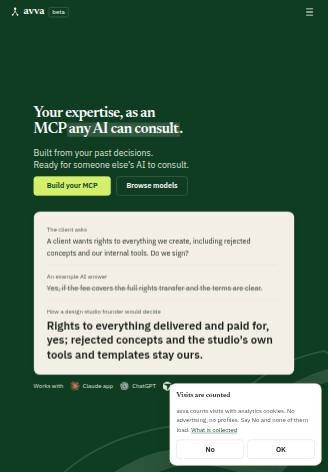 avva beta
Your expertise, as an
MCP any AI can consult.
Built from your past decisions.
Ready for someone else's AI to consult.
Build your MCP
Browse models
The client asks
A client wants rights to everything we create, including rejected
concepts and our internal tools. Do we sign?
An example AI answer
Yes, if the fee covers the full rights transfer and the terms are clear.
How a design studio founder would decide
Rights to everything delivered and paid for,
yes; rejected concepts and the studio's own
tools and templates stay ours.
Works with Claude app ChatGPT
Visits are counted
avva counts visits with analytics cookies. No
advertising, no profiles. Say No and none of them
load. What is collected
No
OK